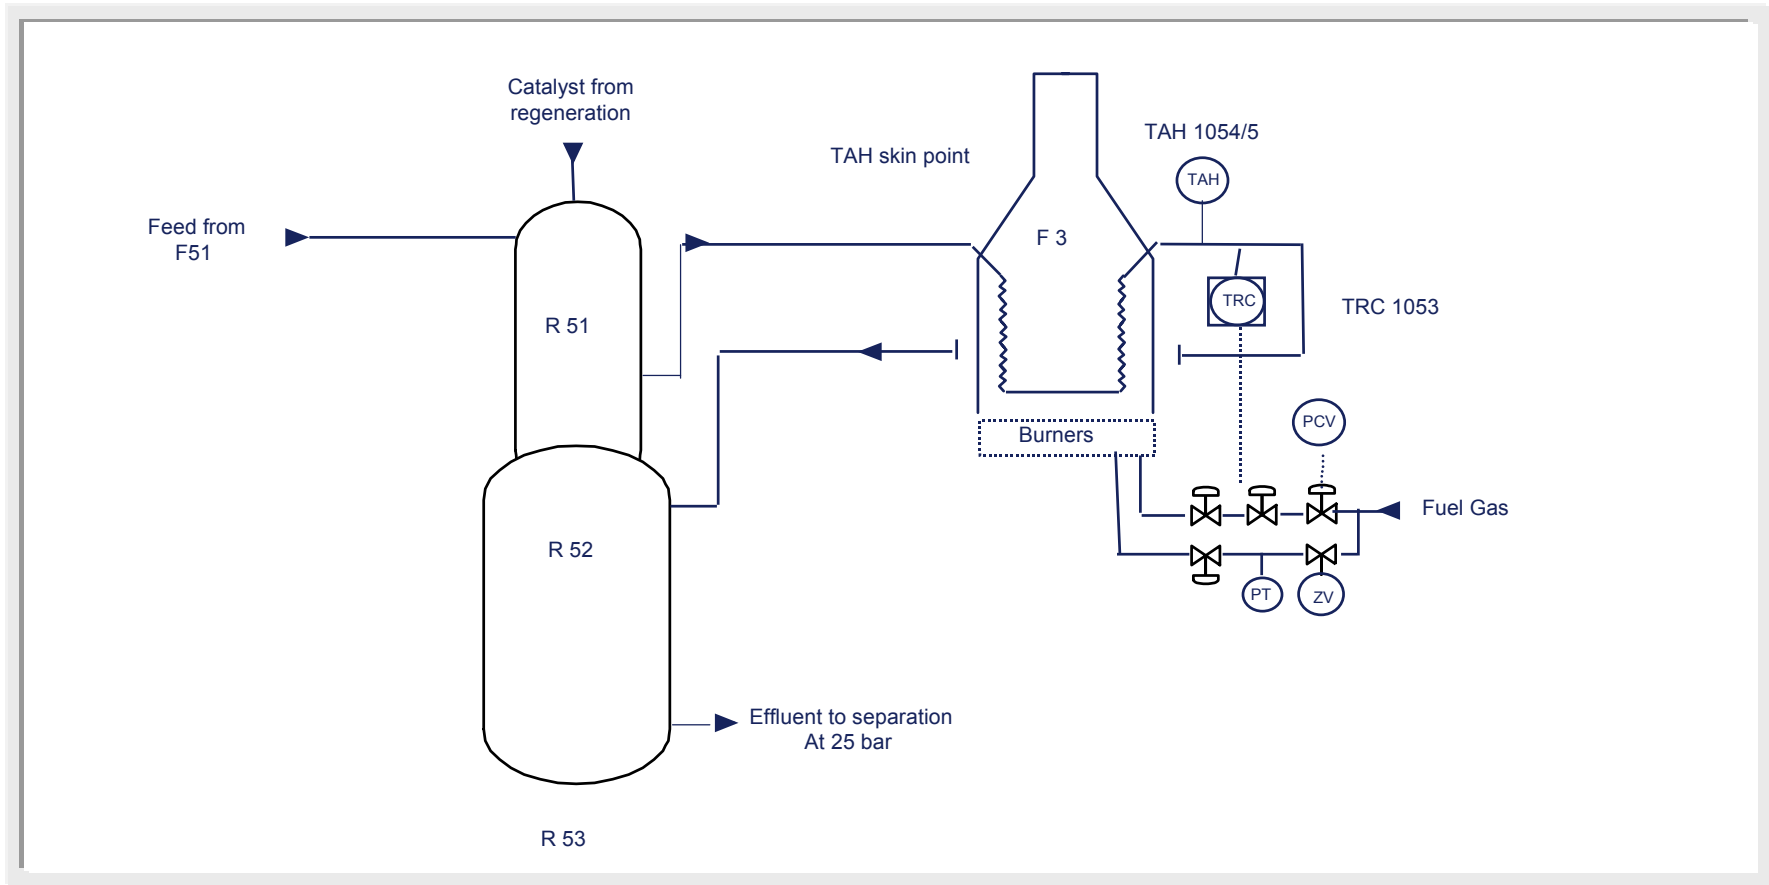 Catalyst from
regeneration
TAH 1054/5
TAH skin point
TAH
Feed from
F51
F 3
TRC
TRC 1053
R 51
PCV
Burners
Fuel Gas
R 52
PT
ZV
Effluent to separation
At 25 bar
R 53